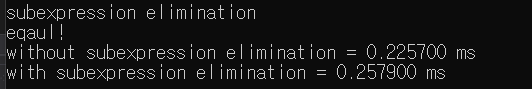 subexpression elimination
eqaul!
without subexpression elimination = 0.225700 ms
with subexpression elimination = 0.257900 ms